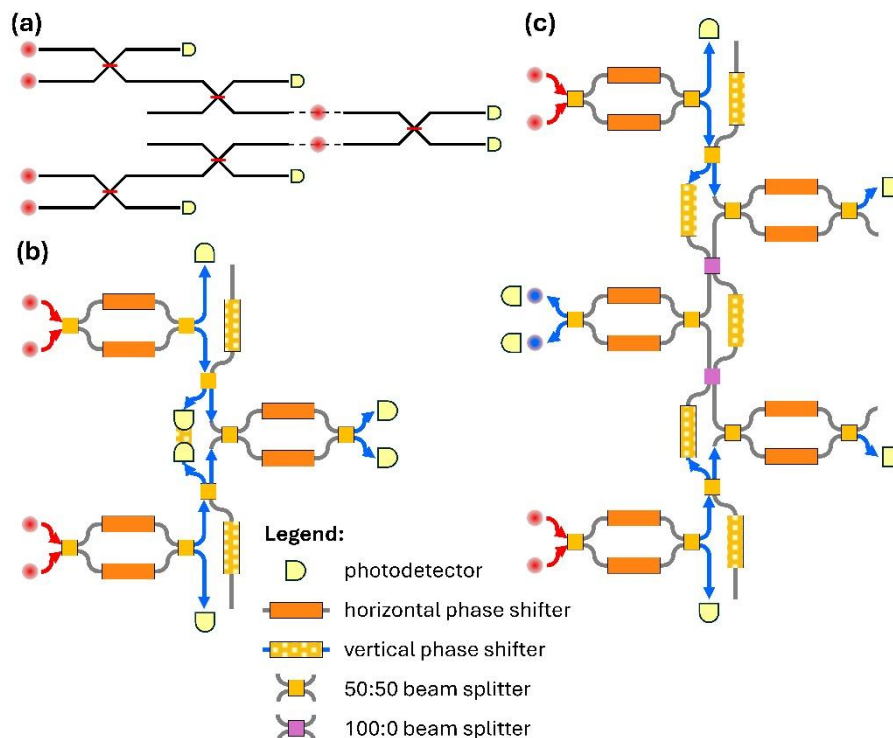 (a)
(c)
(b)
Legend:
photodetector
horizontal phase shifter
vertical phase shifter
50:50 beam splitter
100:0 beam splitter